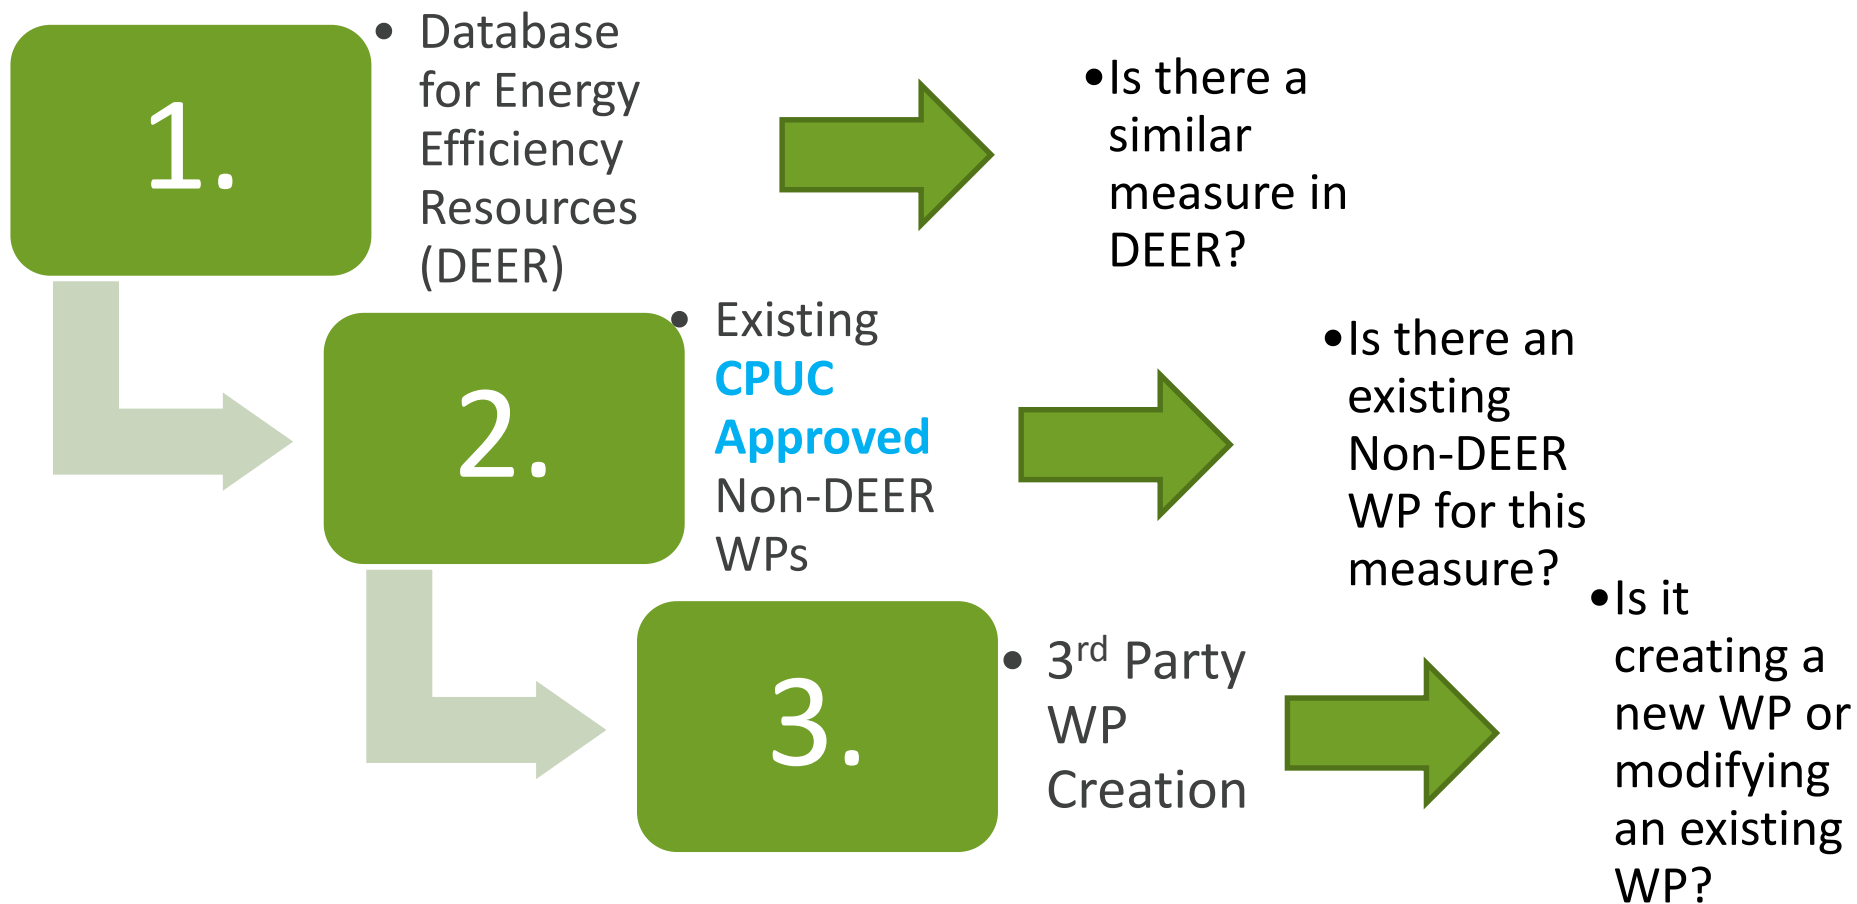 1.
• Database
for Energy
Efficiency
Resources
(DEER)
•Is there a
similar
measure in
DEER?
2.
• Existing
CPUC
Approved
Non-DEER
WPs
•Is there an
existing
Non-DEER
WP for this
measure?
3.
• 3rd Party
WP
Creation
•Is it
creating a
new WP or
modifying
an existing
WP?